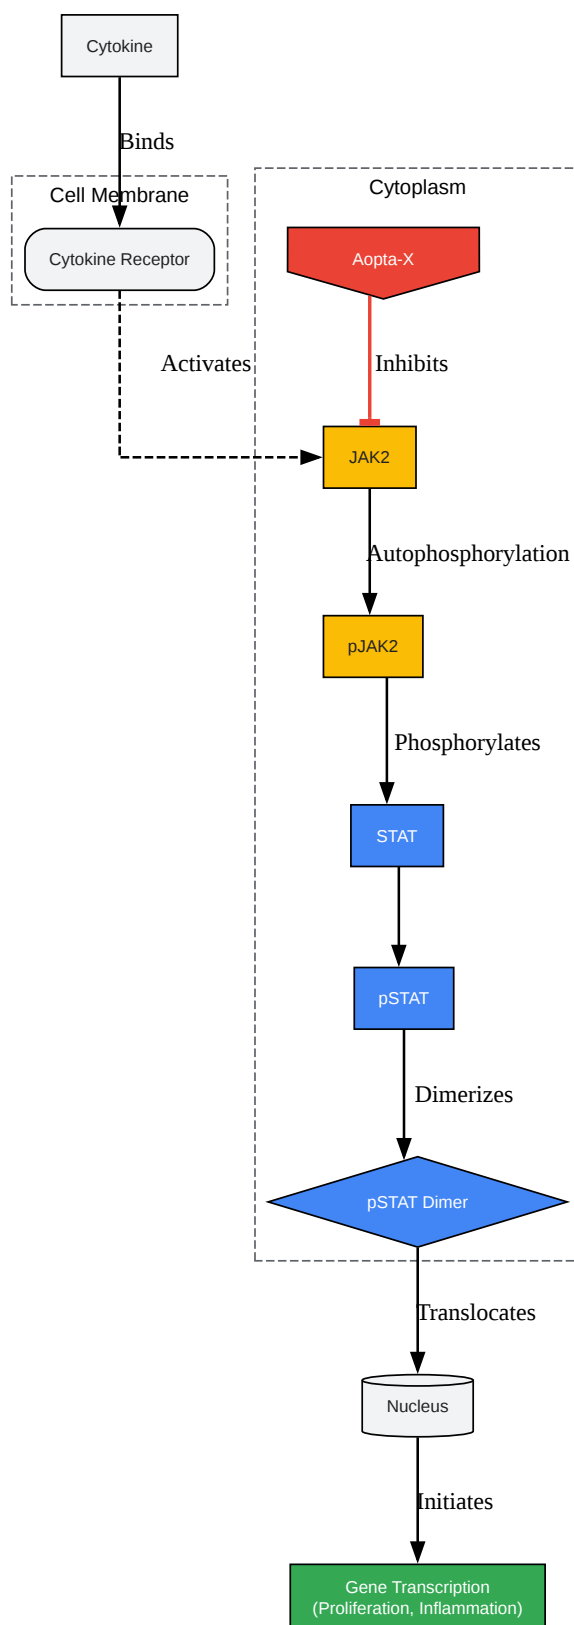 Cytokine
Binds
Cell Membrane
Cytoplasm
Cytokine Receptor
Aopta-X
Activates
Inhibits
JAK2
Autophosphorylation
pJAK2
Phosphorylates
STAT
pSTAT
Dimerizes
pSTAT Dimer
Translocates
Nucleus
Initiates
Gene Transcription
(Proliferation, Inflammation)